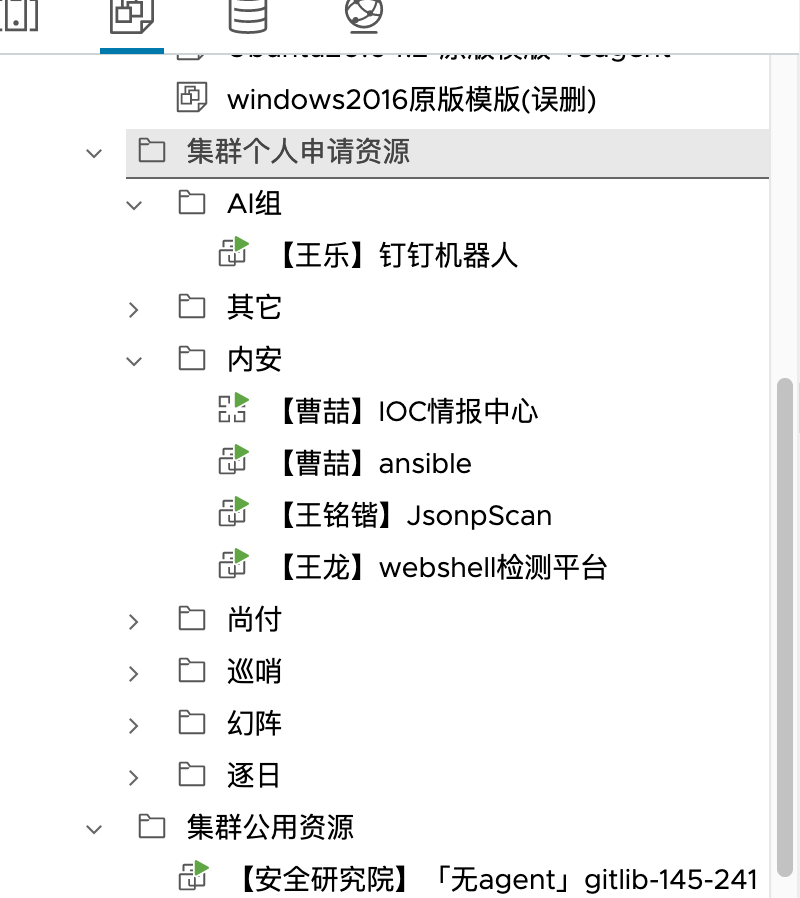 windows2016原版模版(误删)
集群个人申请资源
AI组
【王乐】钉钉机器人
其它
内安
【曹喆】IOC情报中心
【曹喆】ansible
【王铭锴】JsonpScan
【王龙】webshell检测平台
尚付
巡哨
幻阵
逐日
集群公用资源
【安全研究院】「无agent」gitlib-145-241